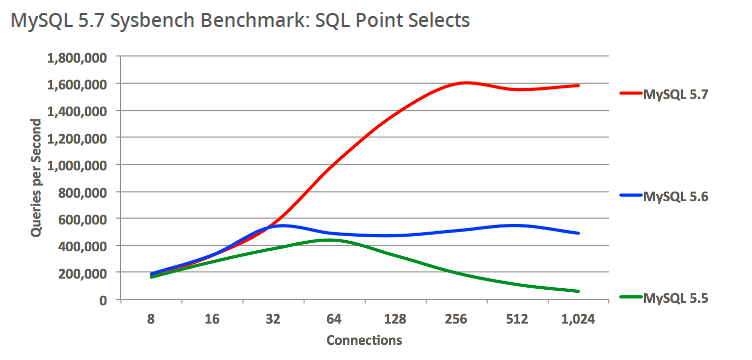 MySQL 5.7 Sysbench Benchmark: SQL Point Selects
Queries per Second
1,800,000
1,600,000
1,400,000
1,200,000
1,000,000
800,000
600,000
400,000
200,000
0
8 16 32 64 128 256 512 1,024
Connections
MySQL 5.7
MySQL 5.6
MySQL 5.5